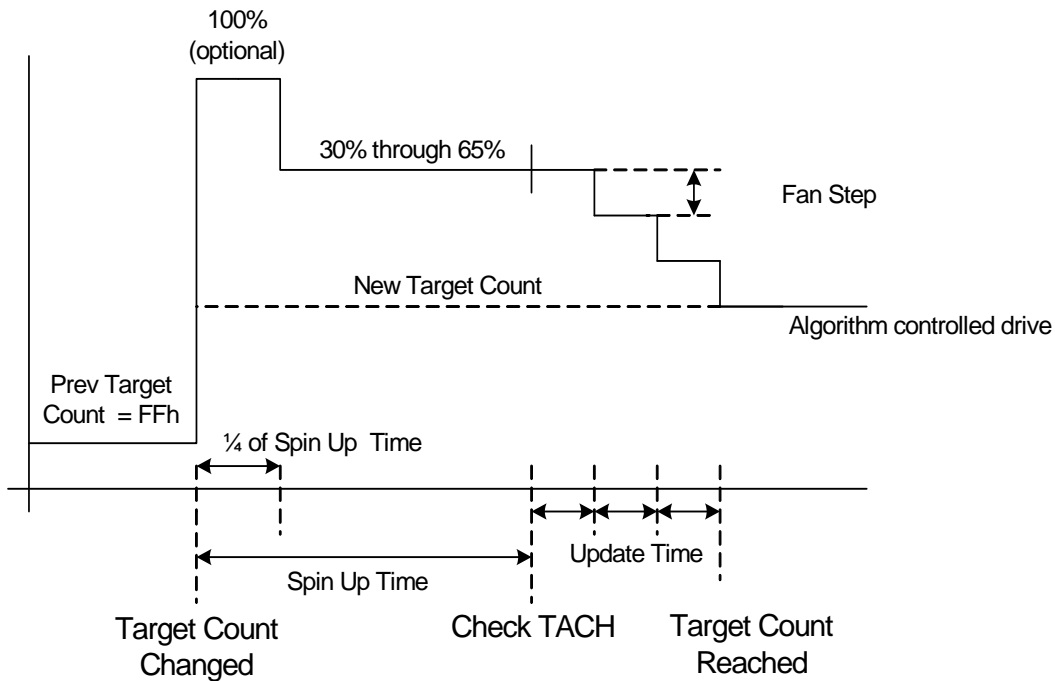 100%
(optional)
30% through 65%
Fan Step
New Target Count
Algorithm controlled drive
Prev Target
Count = FFh
¼ of Spin Up Time
Update Time
Spin Up Time
Target Count
Changed
Check TACH
Target Count
Reached